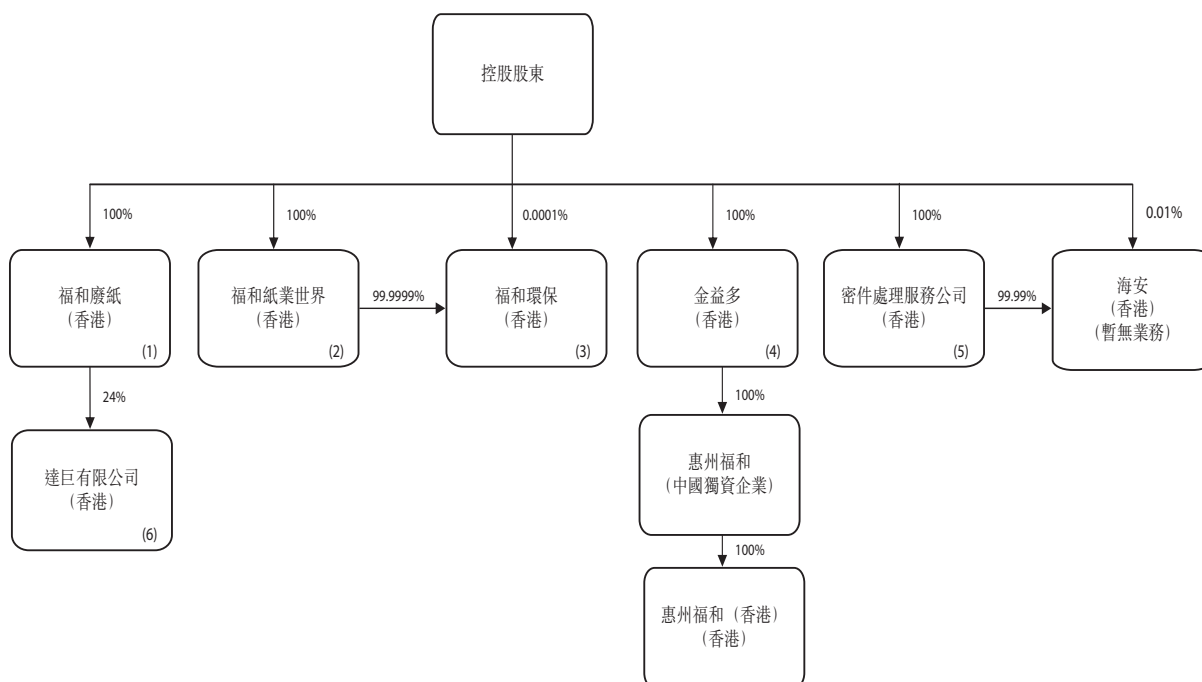 控股股東
100%
100%
0.0001%
100%
100%
0.01%
福和廢紙
(香港)
(1)
福和紙業世界
(香港)
(2)
99.9999%
福和環保
(香港)
(3)
金益多
(香港)
(4)
密件處理服務公司
(香港)
(5)
99.99%
海安
(香港)
(暫無業務)
24%
100%
達巨有限公司
(香港)
(6)
惠州福和
(中國獨資企業)
100%
惠州福和（香港）
(香港)